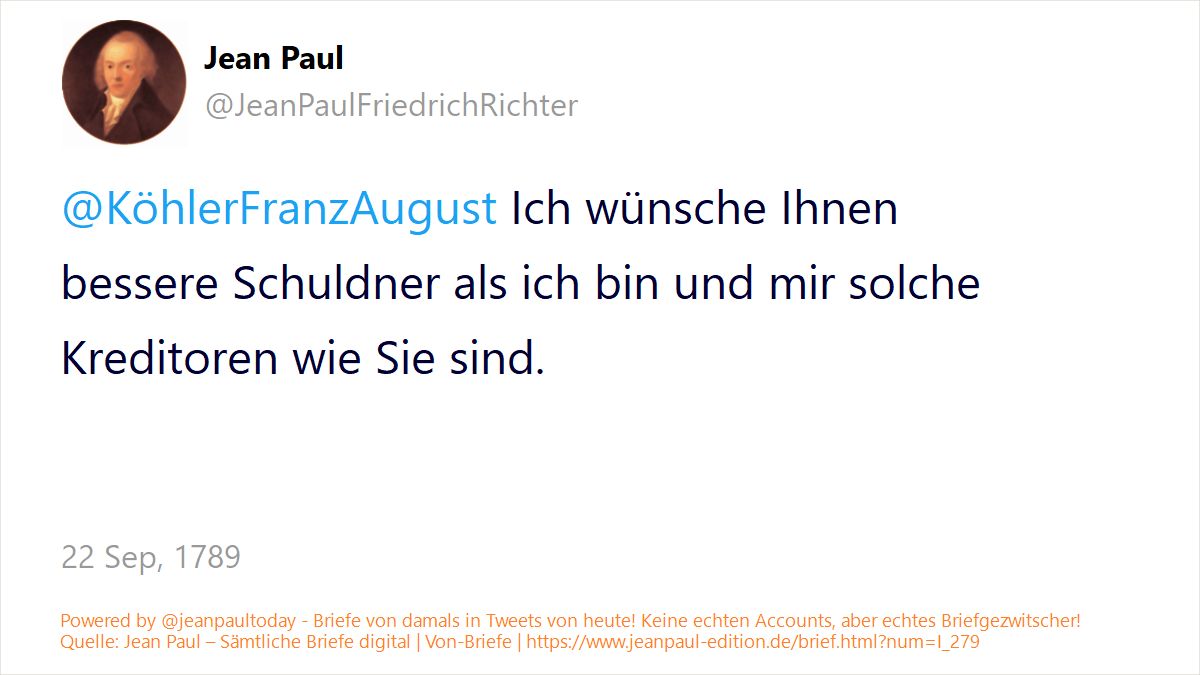 Jean Paul
@JeanPaulFriedrichRichter
@KöhlerFranzAugust Ich wünsche Ihnen
bessere Schuldner als ich bin und mir solche
Kreditoren wie Sie sind.
22 Sep, 1789
Powered by @jeanpaultoday - Briefe von damals in Tweets von heute! Keine echten Accounts, aber echtes Briefgezwitscher!
Quelle: Jean Paul – Sämtliche Briefe digital | Von-Briefe | https://www.jeanpaul-edition.de/brief.html?num=I_279